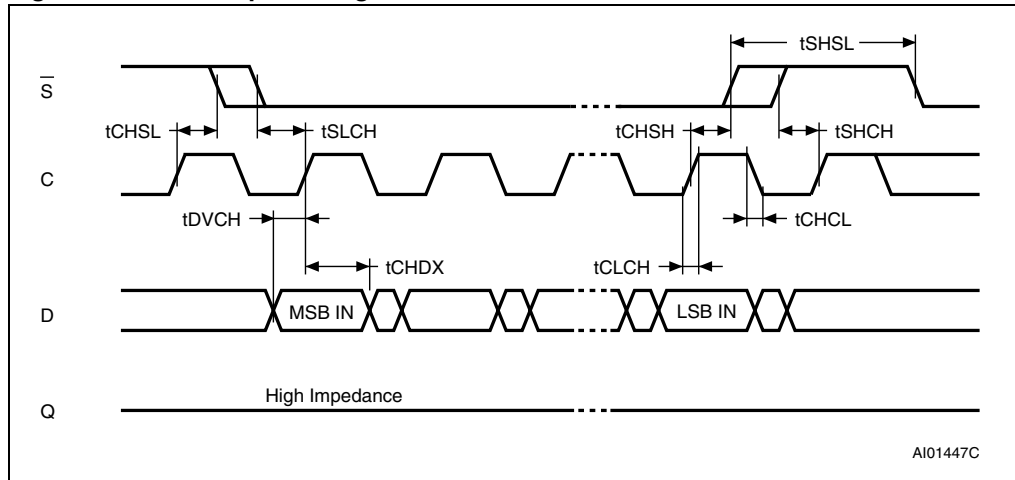 tSHSL
S
tCHSL
tSLCH
tCHSH
tSHCH
C
tDVCH
tCHCL
tCHDX
tCLCH
D
MSB IN
LSB IN
High Impedance
Q
AI01447C